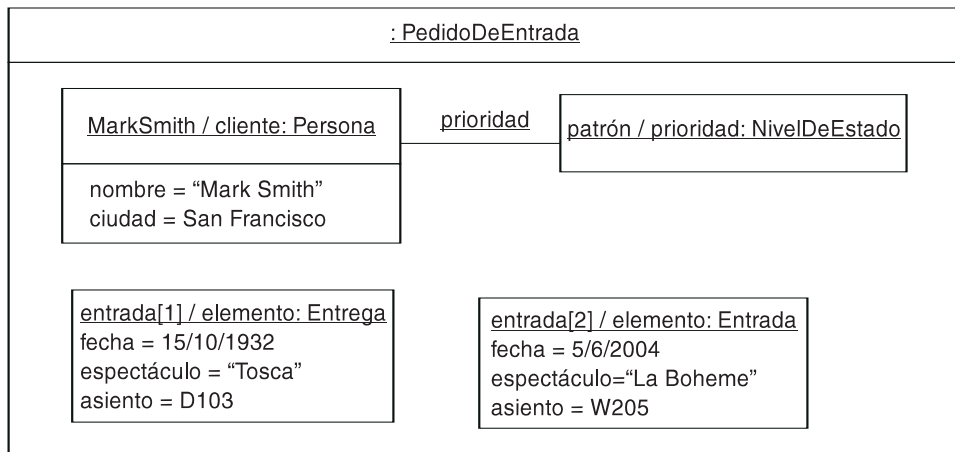 : PedidoDeEntrada
MarkSmith / cliente: Persona
nombre = “Mark Smith”
ciudad = San Francisco
prioridad
patrón / prioridad: NivelDeEstado
entrada[1] / elemento: Entrega
fecha = 15/10/1932
espectáculo = “Tosca”
asiento = D103
entrada[2] / elemento: Entrada
fecha = 5/6/2004
espectáculo=“La Boheme”
asiento = W205